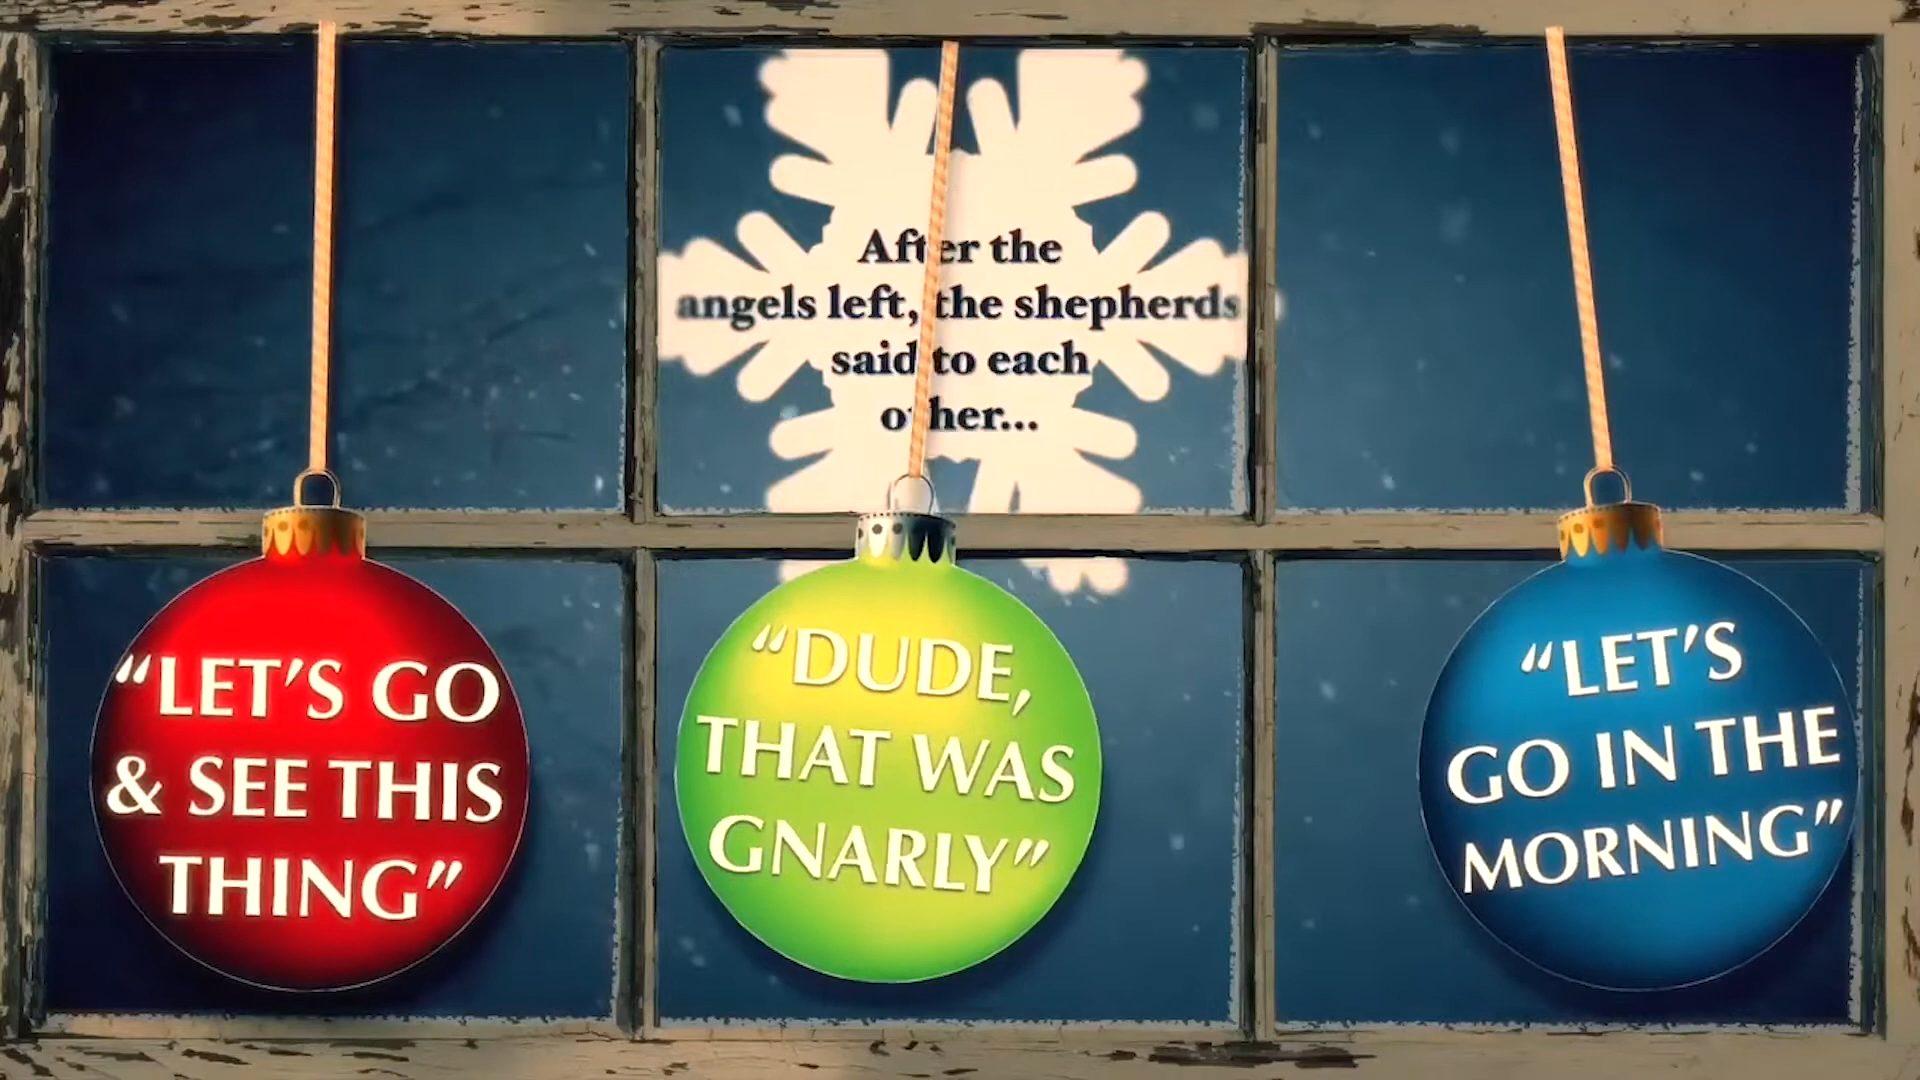 After the
angels left, the shepherds
said to each
other...
“LET’S GO
& SEE THIS
THING”
“DUDE,
THAT WAS
GNARLY”
“LET’S
GO IN THE
MORNING”